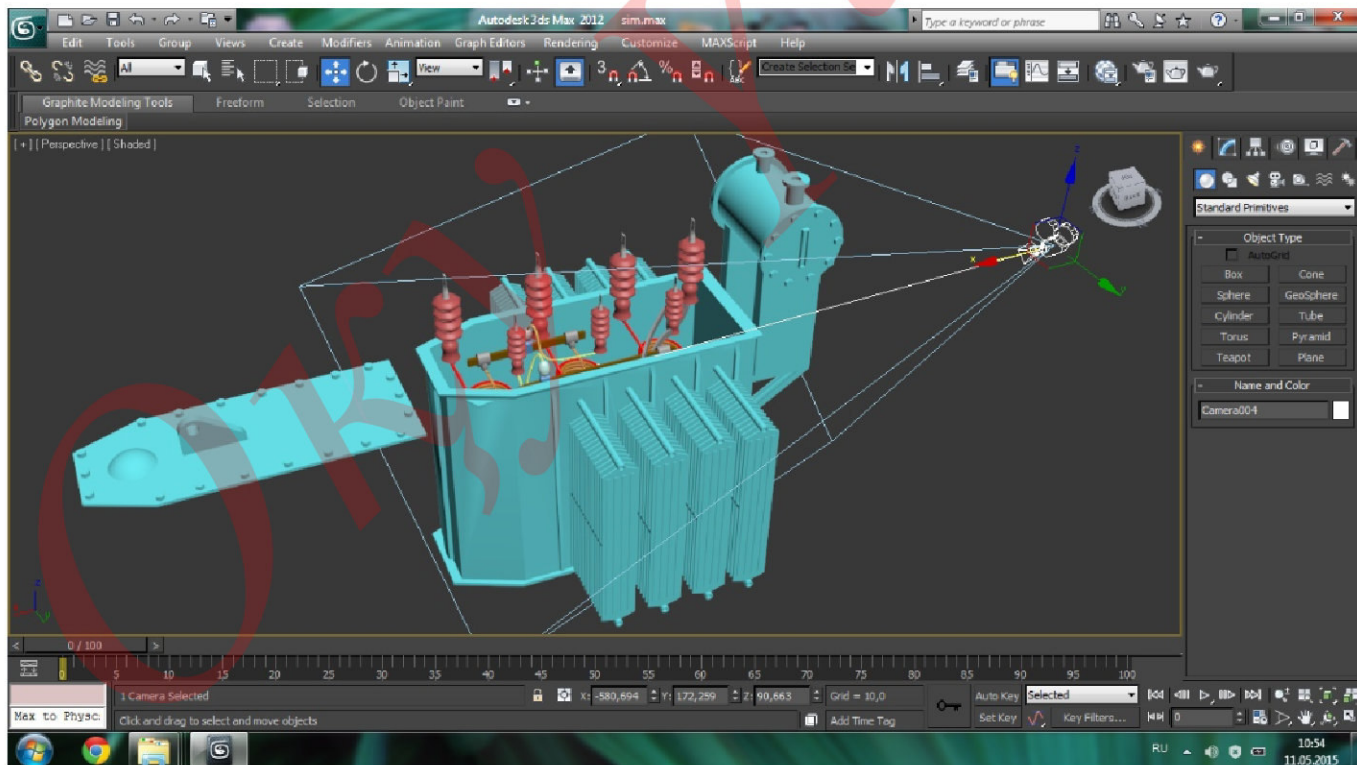 Autodesk 3ds Max 2012 sim.max
Type a keyword or phrase
Edit Tools Group Views Create Modifiers Animation Graph Editors Rendering Customize MAXScript Help
All View 3 % Create Selection Se
Graphite Modeling Tools Freeform Selection Object Paint
Polygon Modeling
[ + ] [ Perspective ] [ Shaded ]
z
x
y
Standard Primitives
- Object Type
AutoGrid
Box Cone
Sphere GeoSphere
Cylinder Tube
Torus Pyramid
Teapot Plane
- Name and Color
Camera004
z
y
< 0 / 100 >
0 5 10 15 20 25 30 35 40 45 50 55 60 65 70 75 80 85 90 95 100
1 Camera Selected X: -580,694 Y: 172,259 Z: 90,663 Grid = 10,0 Auto Key Selected
Max to Physc Click and drag to select and move objects Add Time Tag Set Key Key Filters... 0
RU 10:54
11.05.2015